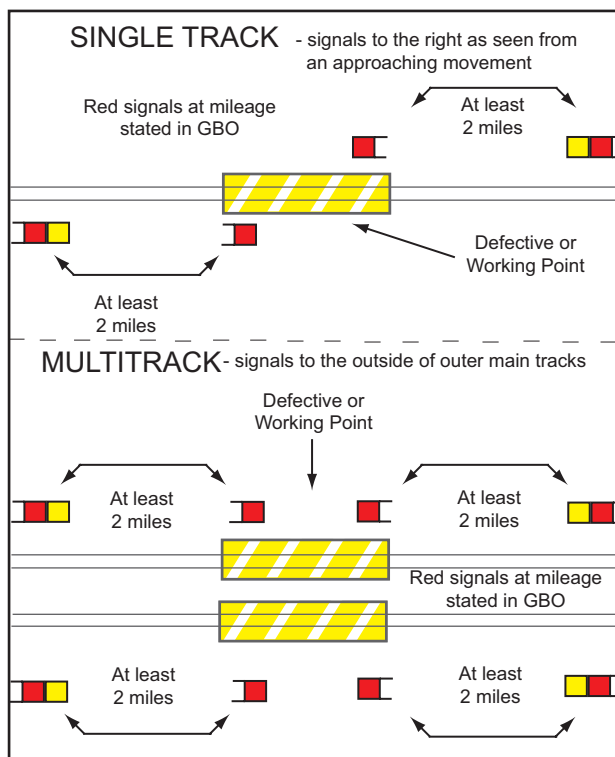 SINGLE TRACK - signals to the right as seen from
an approaching movement
Red signals at mileage
stated in GBO
At least
2 miles
Defective or
Working Point
At least
2 miles
MULTITRACK - signals to the outside of outer main tracks
Defective or
Working Point
At least
2 miles
At least
2 miles
Red signals at mileage
stated in GBO
At least
2 miles
At least
2 miles